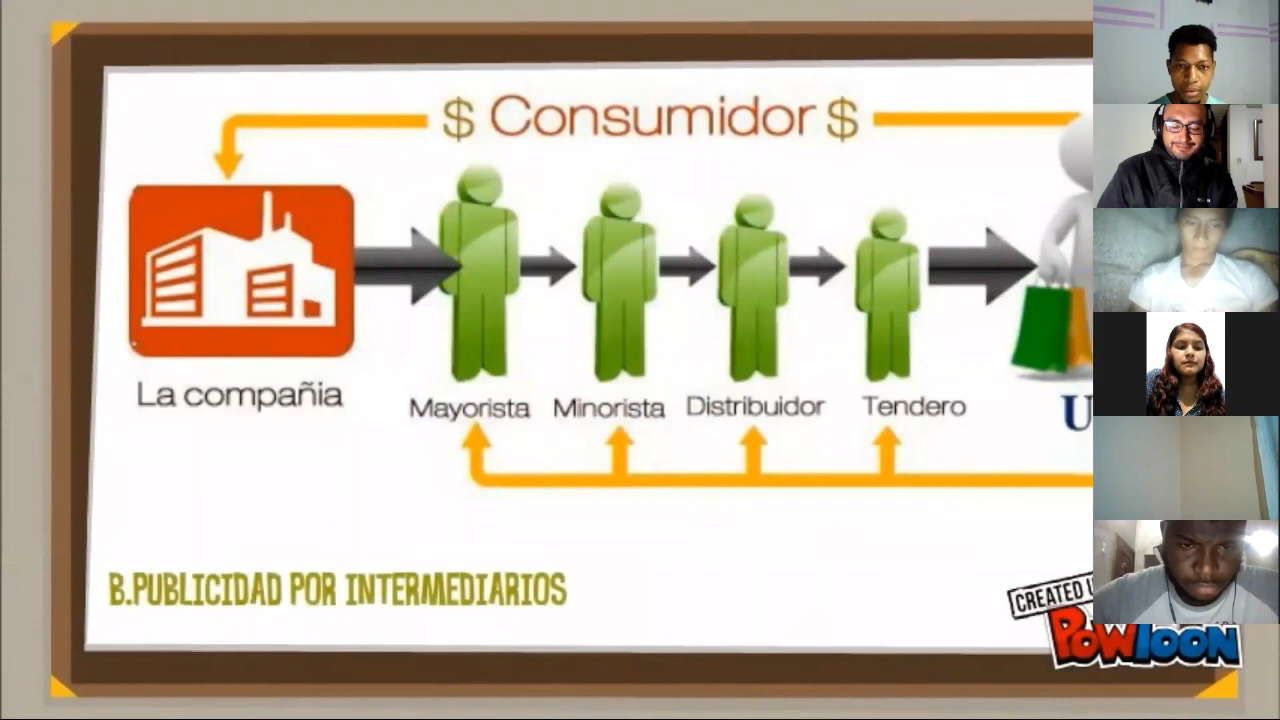 $ Consumidor $
La compañia
Mayorista Minorista Distribuidor Tendero
U
B.PUBLICIDAD POR INTERMEDIARIOS
CREATED U
POWTOON